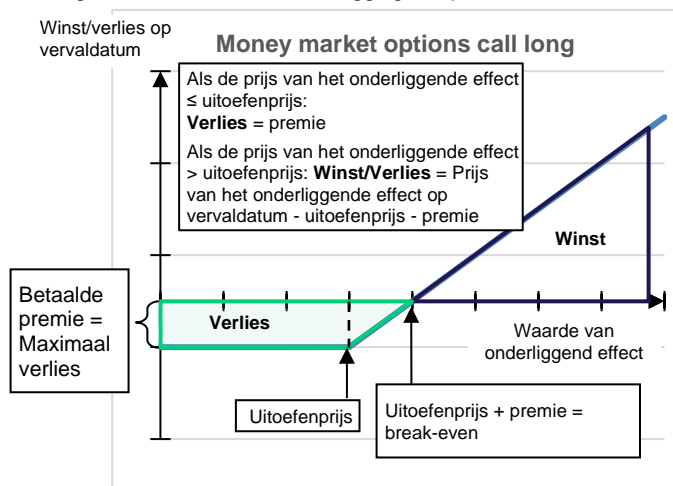 Winst/verlies op
vervaldatum
Money market options call long
Als de prijs van het onderliggende effect
≤ uitoefenprijs:
Verlies = premie
Als de prijs van het onderliggende effect
> uitoefenprijs: Winst/Verlies = Prijs
van het onderliggende effect op
vervaldatum - uitoefenprijs - premie
Winst
Betaalde
premie =
Maximaal
verlies
Verlies
Waarde van
onderliggend effect
Uitoefenprijs
Uitoefenprijs + premie =
break-even